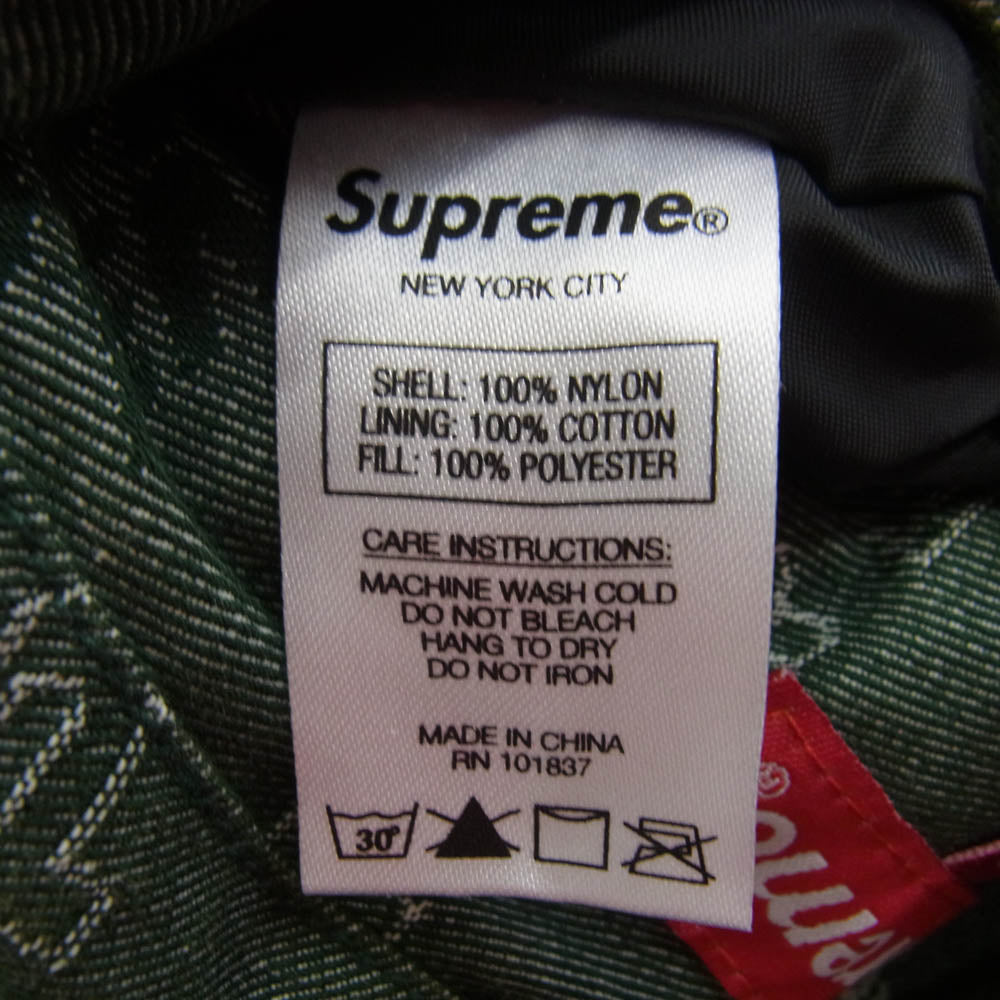 Supreme®
NEW YORK CITY
SHELL: 100% NYLON
LINING: 100% COTTON
FILL: 100% POLYESTER
CARE INSTRUCTIONS:
MACHINE WASH COLD
DO NOT BLEACH
HANG TO DRY
DO NOT IRON
MADE IN CHINA
RN 101837
30°